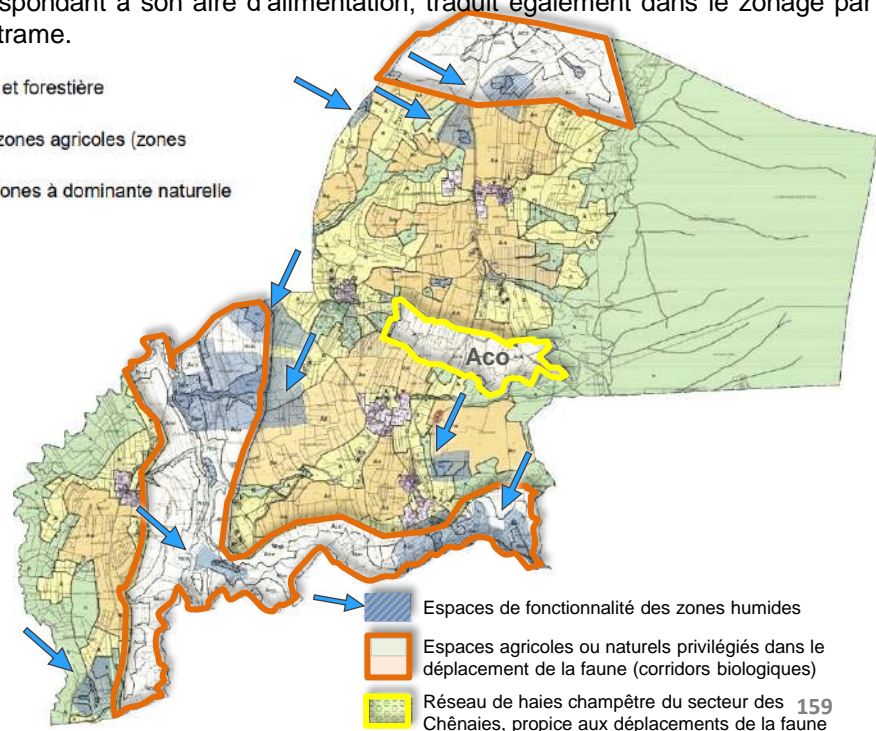 spondant à son aire d'alimentation, traduit également dans le zonage par
trame.
et forestière
zones agricoles (zones
ones à dominante naturelle
Aco
Espaces de fonctionnalité des zones humides
Espaces agricoles ou naturels privilégiés dans le
déplacement de la faune (corridors biologiques)
Réseau de haies champêtre du secteur des
Chênaies, propice aux déplacements de la faune
159